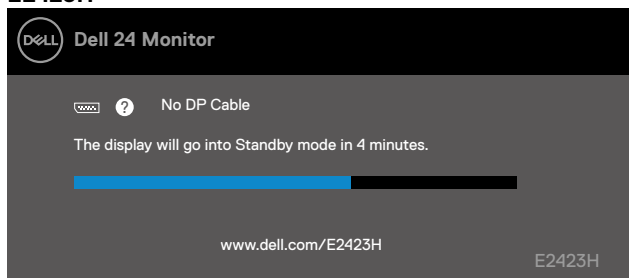 E2423H
DELL Dell 24 Monitor
? No DP Cable
The display will go into Standby mode in 4 minutes.
www.dell.com/E2423H
E2423H